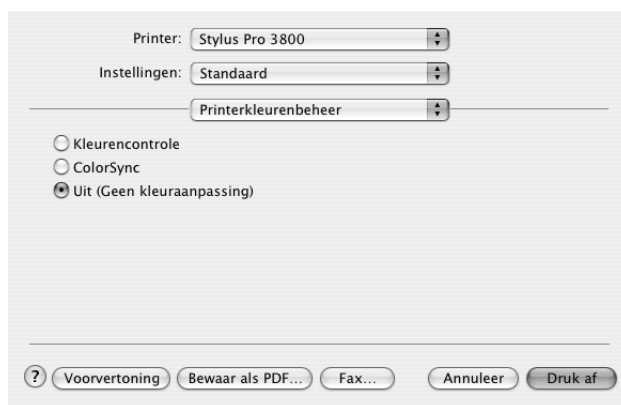 Printer: Stylus Pro 3800
Instellingen: Standaard
Printerkleurenbeheer
Kleurencontrole
ColorSync
Uit (Geen kleuraanpassing)
? Voorvertoning Bewaar als PDF... Fax... Annuleer Druk af